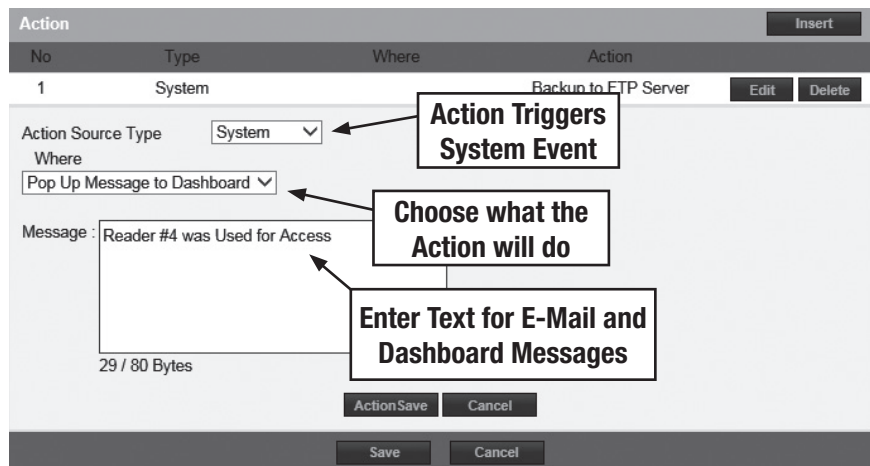 Action Insert
No Type Where Action
1 System Backup to FTP Server Edit Delete
Action Source Type System
Action Triggers
System Event
Where
Pop Up Message to Dashboard
Choose what the
Action will do
Message : Reader #4 was Used for Access
Enter Text for E-Mail and
Dashboard Messages
29 / 80 Bytes
ActionSave Cancel
Save Cancel